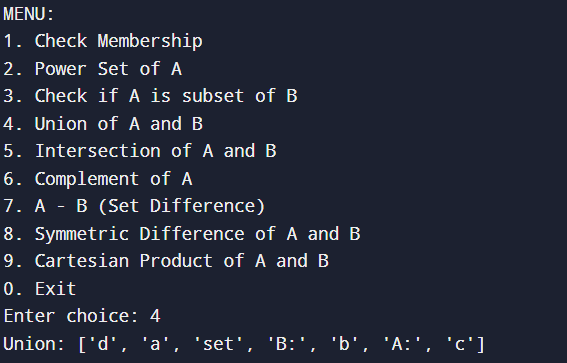 MENU:
1. Check Membership
2. Power Set of A
3. Check if A is subset of B
4. Union of A and B
5. Intersection of A and B
6. Complement of A
7. A - B (Set Difference)
8. Symmetric Difference of A and B
9. Cartesian Product of A and B
0. Exit
Enter choice: 4
Union: ['d', 'a', 'set', 'B:', 'b', 'A:', 'c']